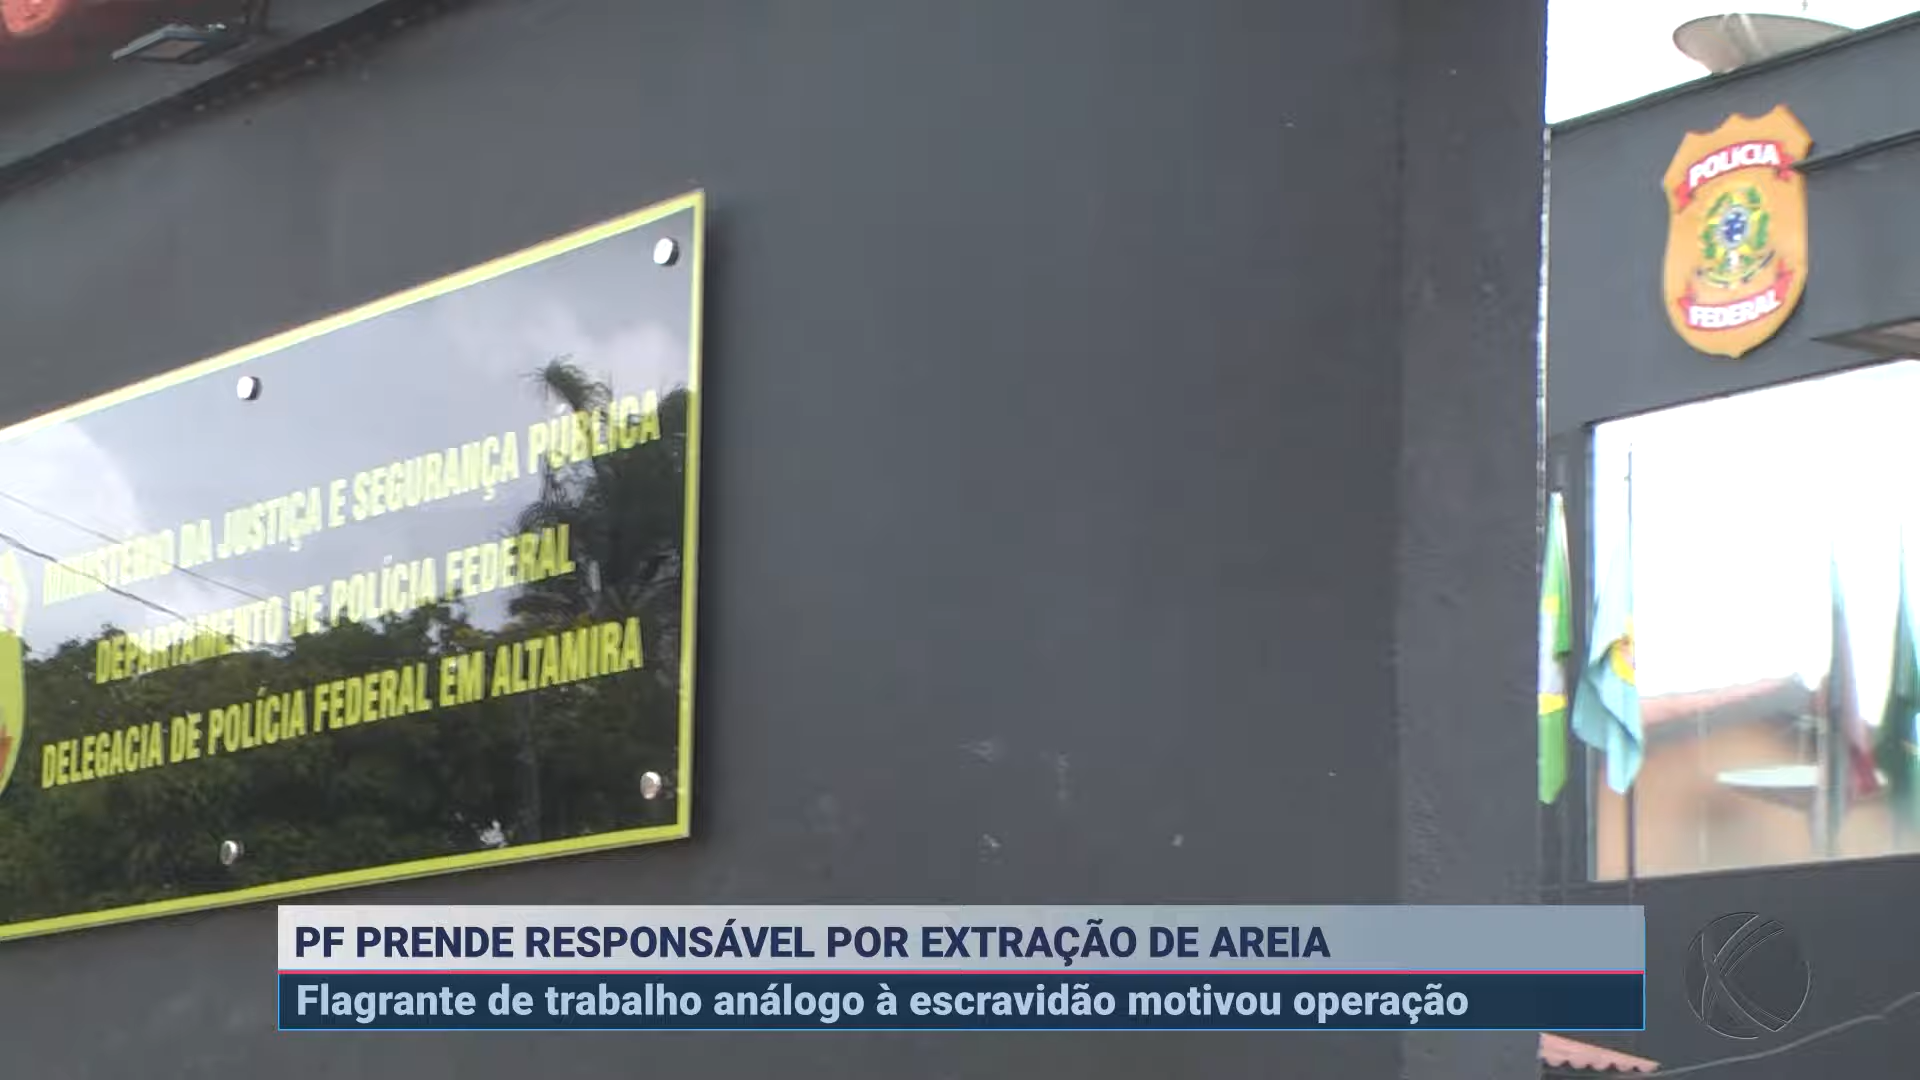 MINISTÉRIO DA JUSTIÇA E SEGURANÇA PÚBLICA
DEPARTAMENTO DE POLÍCIA FEDERAL
DELEGACIA DE POLÍCIA FEDERAL EM ALTAMIRA
POLICIA
FEDERAL
PF PRENDE RESPONSÁVEL POR EXTRAÇÃO DE AREIA
Flagrante de trabalho análogo à escravidão motivou operação